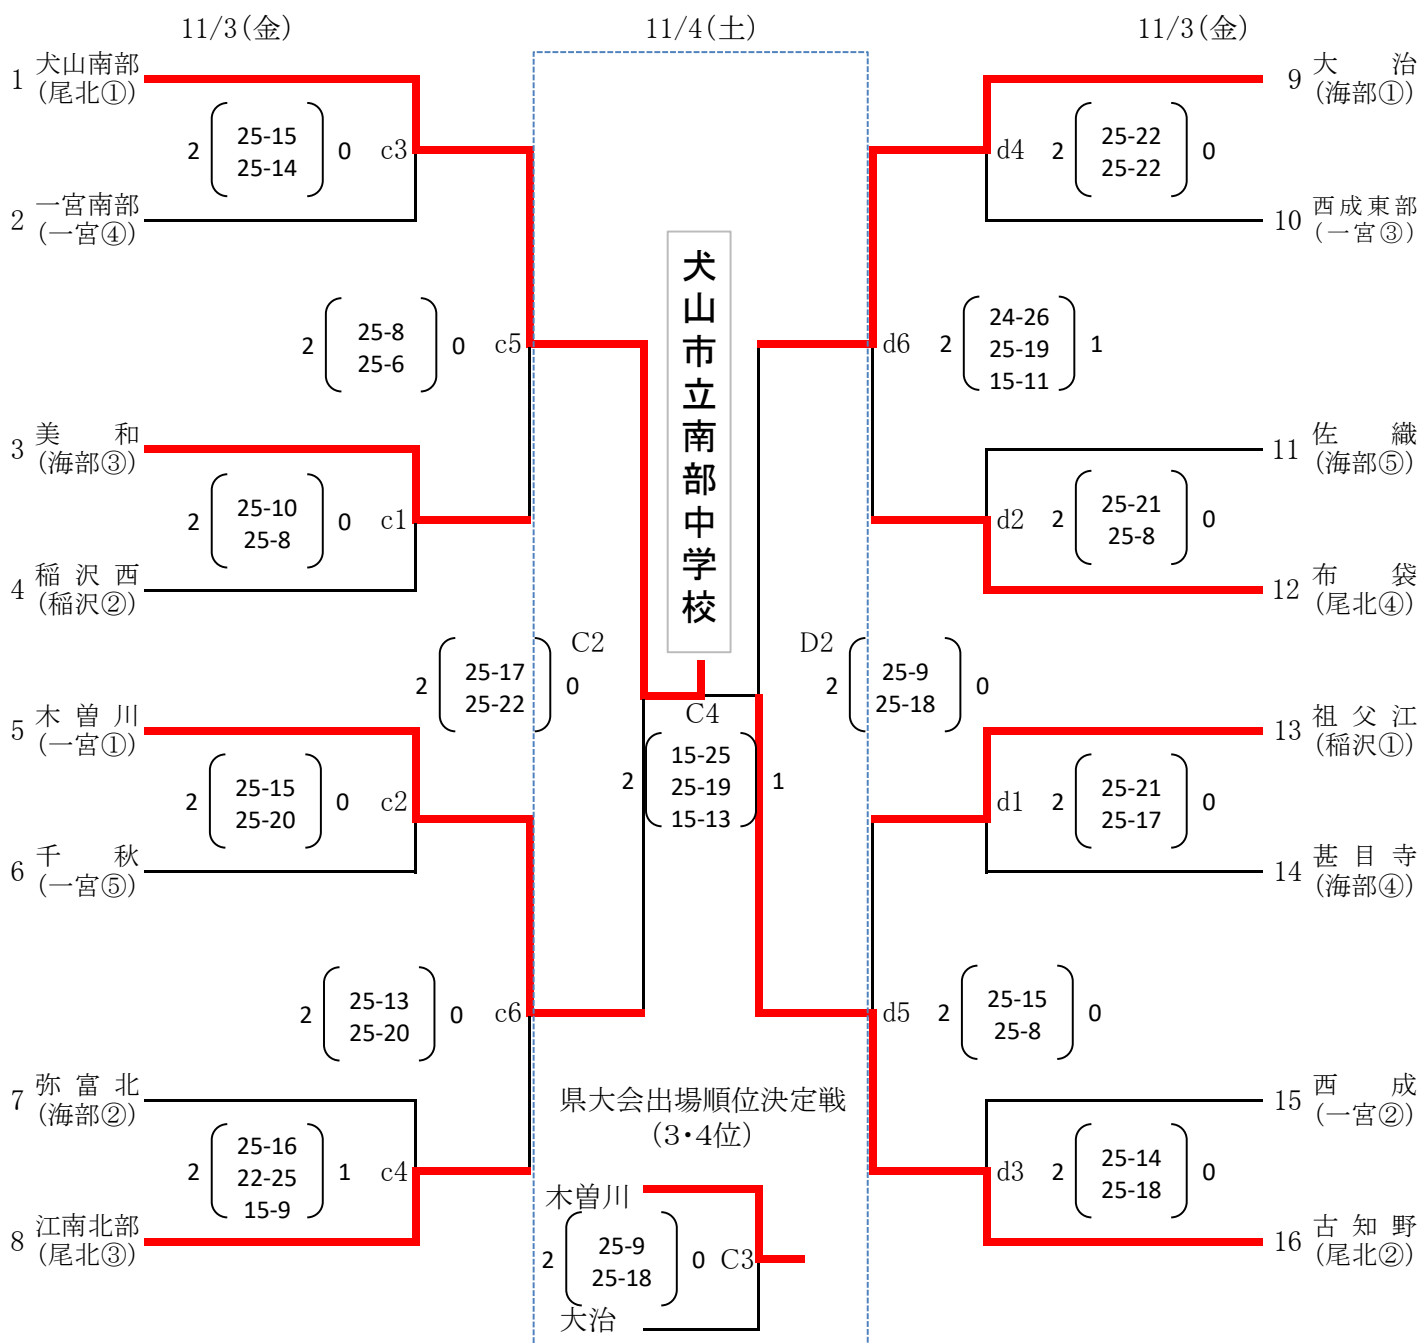 11/3(金)
11/4(土)
11/3(金)
1 犬山南部
(尾北①)
2 25-15 0 c3
25-14
2 一宮南部
(一宮④)
2 25-8 0 c5
25-6
3 美和
(海部③)
2 25-10 0 c1
25-8
4 稲沢西
(稲沢②)
2 25-17 0 C2
25-22
5 木曽川
(一宮①)
2 25-15 0 c2
25-20
6 千秋
(一宮⑤)
2 25-13 0 c6
25-20
7 弥富北
(海部②)
2 25-16 1 c4
22-25
15-9
8 江南北部
(尾北③)
犬山市立南部中学校
C4
2 15-25 1
25-19
15-13
県大会出場順位決定戦
(3・4位)
木曽川
2 25-9 0 C3
25-18
大治
9 大治
(海部①)
d4 2 25-22 0
25-22
10 西成東部
(一宮③)
d6 2 24-26 1
25-19
15-11
11 佐織
(海部⑤)
d2 2 25-21 0
25-8
12 布袋
(尾北④)
D2 2 25-9 0
25-18
13 祖父江
(稲沢①)
d1 2 25-21 0
25-17
14 甚目寺
(海部④)
d5 2 25-15 0
25-8
15 西成
(一宮②)
d3 2 25-14 0
25-18
16 古知野
(尾北②)